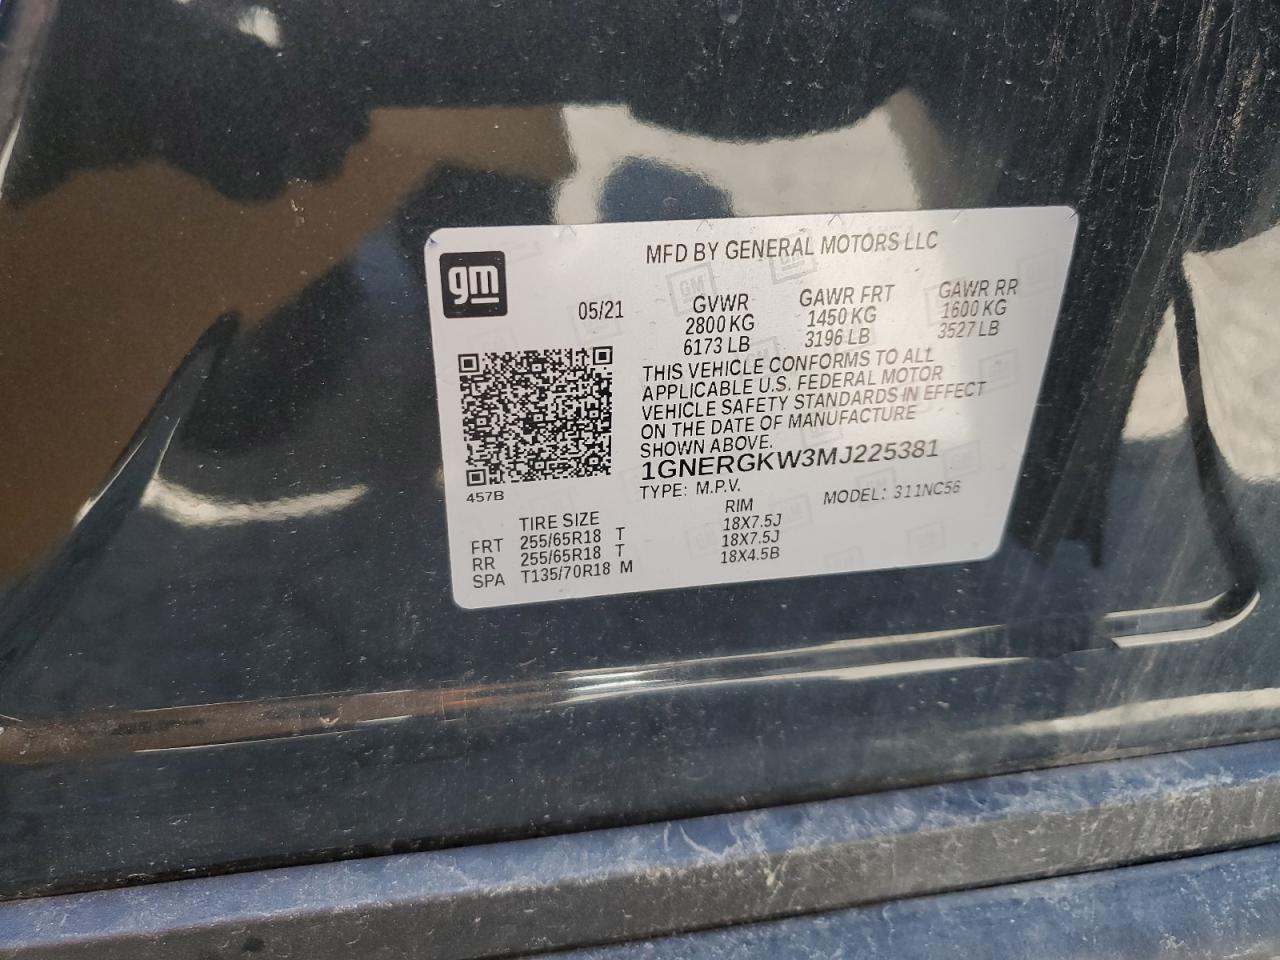 gm
MFD BY GENERAL MOTORS LLC
05/21
GVWR GAWR FRT GAWR RR
2800 KG 1450 KG 1600 KG
6173 LB 3196 LB 3527 LB
THIS VEHICLE CONFORMS TO ALL
APPLICABLE U.S. FEDERAL MOTOR
VEHICLE SAFETY STANDARDS IN EFFECT
ON THE DATE OF MANUFACTURE
SHOWN ABOVE.
1GNERGKW3MJ225381
457B
TYPE: M.P.V. MODEL: 311NC56
TIRE SIZE RIM
FRT 255/65R18 T 18X7.5J
RR 255/65R18 T 18X7.5J
SPA T135/70R18 M 18X4.5B